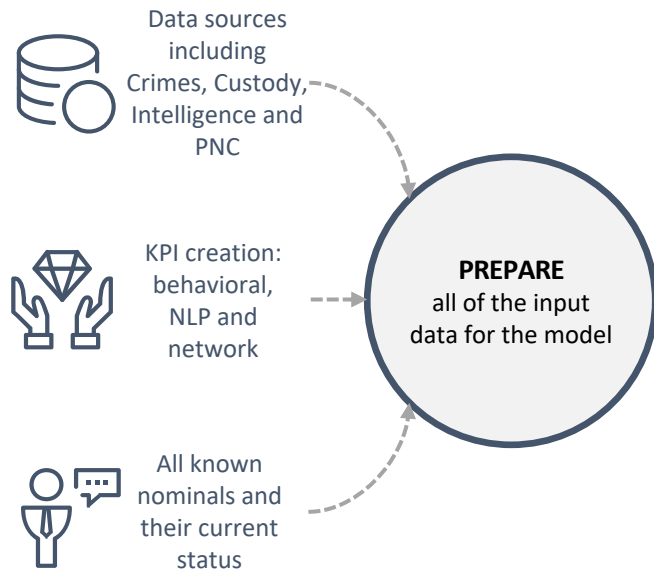 Data sources
including
Crimes, Custody,
Intelligence and
PNC
KPI creation:
behavioral,
NLP and
network
All known
nominals and
their current
status
PREPARE
all of the input
data for the model